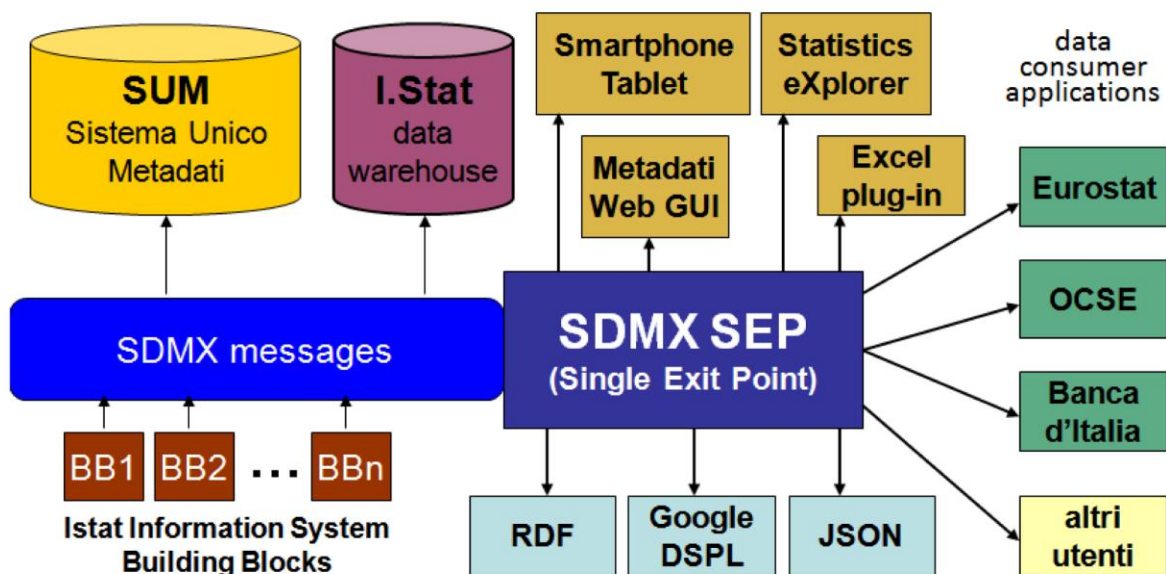 SUM
Sistema Unico
Metadati
I.Stat
data
warehouse
Smartphone
Tablet
Statistics
eXplorer
data
consumer
applications
Metadati
Web GUI
Excel
plug-in
Eurostat
SDMX messages
SDMX SEP
(Single Exit Point)
OCSE
Banca
d'Italia
BB1
BB2
...
BBn
Istat Information System
Building Blocks
RDF
Google
DSPL
JSON
altri
utenti